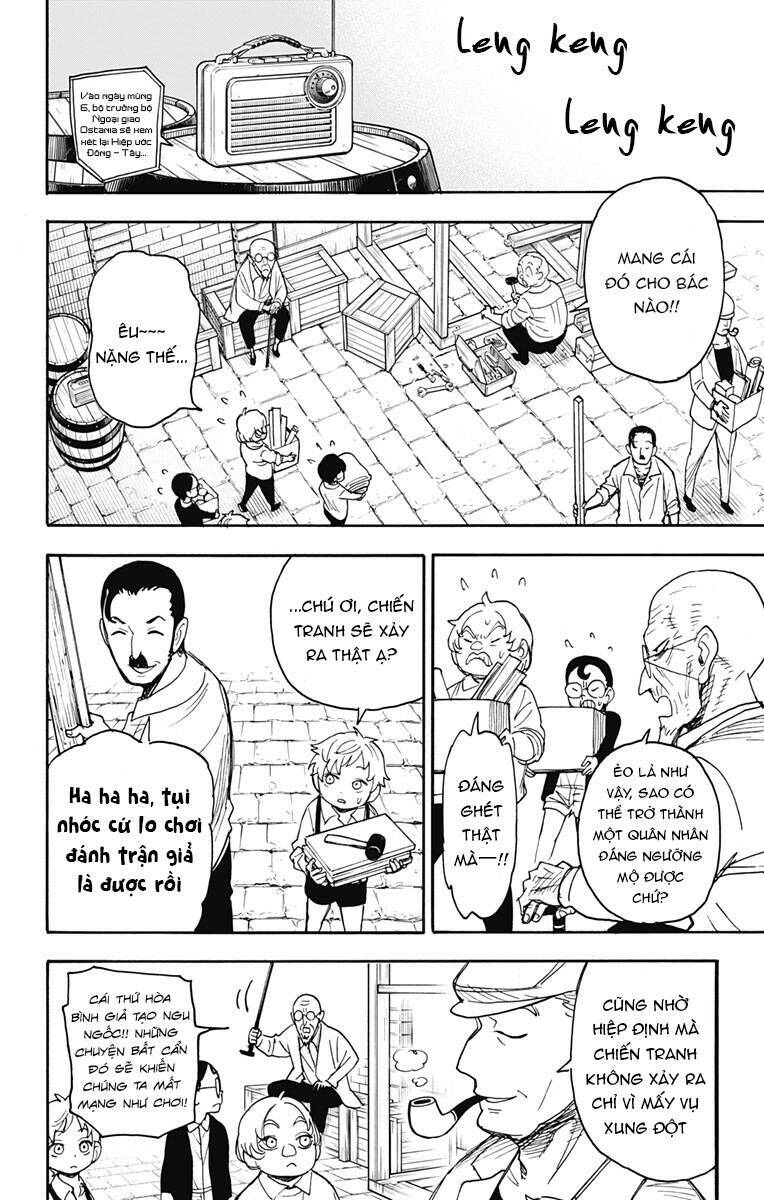 Leng keng
Leng keng
Vào ngày mùng
6, bộ trưởng bộ
Ngoại giao
Ostania sẽ xem
xét lại Hiệp ước
Đông – Tây...
MANG CÁI
ĐÓ CHO BÁC
NÀO!!
ÊU~~~
NẶNG THẾ...
...CHÚ ƠI, CHIẾN
TRANH SẼ XẢY
RA THẬT Ạ?
Ha ha ha, tụi
nhóc cứ lo chơi
đánh trận giả
là được rồi
ẺO LẢ NHƯ
VẬY, SAO CÓ
THỂ TRỞ THÀNH
MỘT QUÂN NHÂN
ĐÁNG NGƯỠNG
MỘ ĐƯỢC
CHỨ?
ĐÁNG
GHÉT
THẬT
MÀ—!!
CÁI THỨ HÒA
BÌNH GIẢ TẠO NGU
NGỐC!! NHỮNG
CHUYỆN BẤT CẨN
ĐÓ SẼ KHIẾN
CHÚNG TA MẤT
MẠNG NHƯ CHƠI!
CŨNG NHỜ
HIỆP ĐỊNH MÀ
CHIẾN TRANH
KHÔNG XẢY RA
CHỈ VÌ MẤY VỤ
XUNG ĐỘT